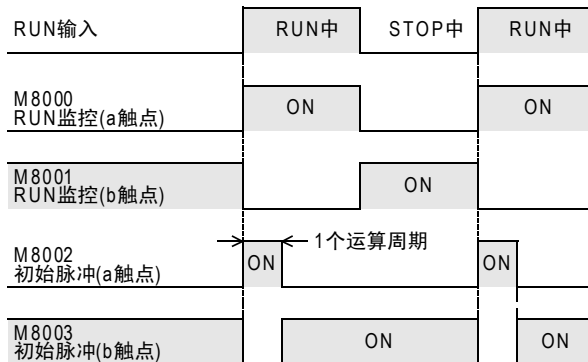 RUN输入
RUN中
STOP中
RUN中
M8000
RUN监控(a触点)
ON
ON
M8001
RUN监控(b触点)
ON
1个运算周期
M8002
初始脉冲(a触点)
ON
ON
M8003
初始脉冲(b触点)
ON
ON